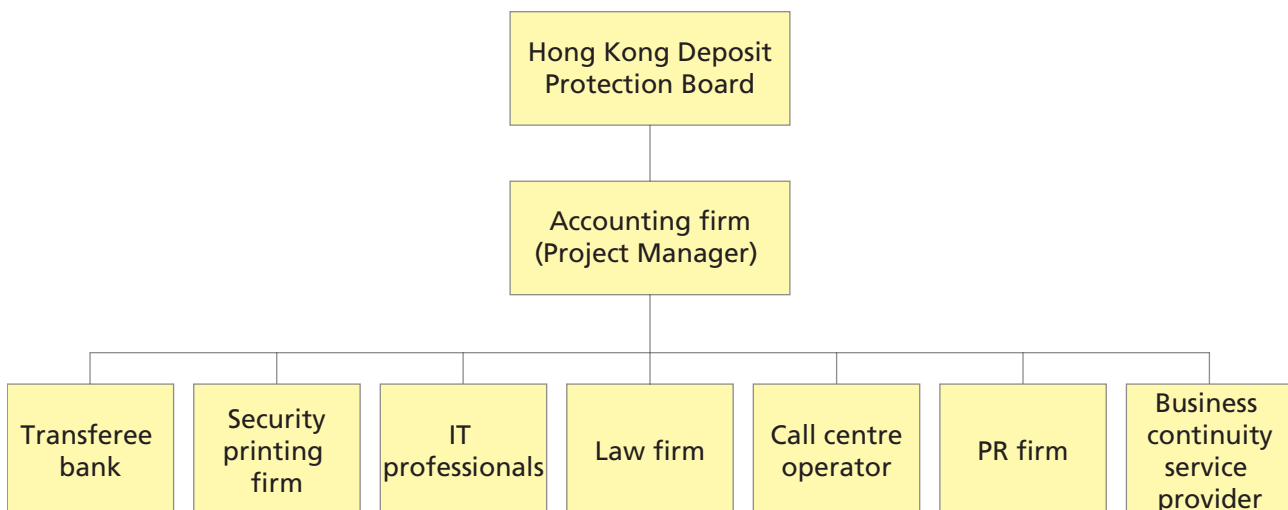 Hong Kong Deposit
Protection Board
Accounting firm
(Project Manager)
Transferee
bank
Security
printing
firm
IT
professionals
Law firm
Call centre
operator
PR firm
Business
continuity
service
provider